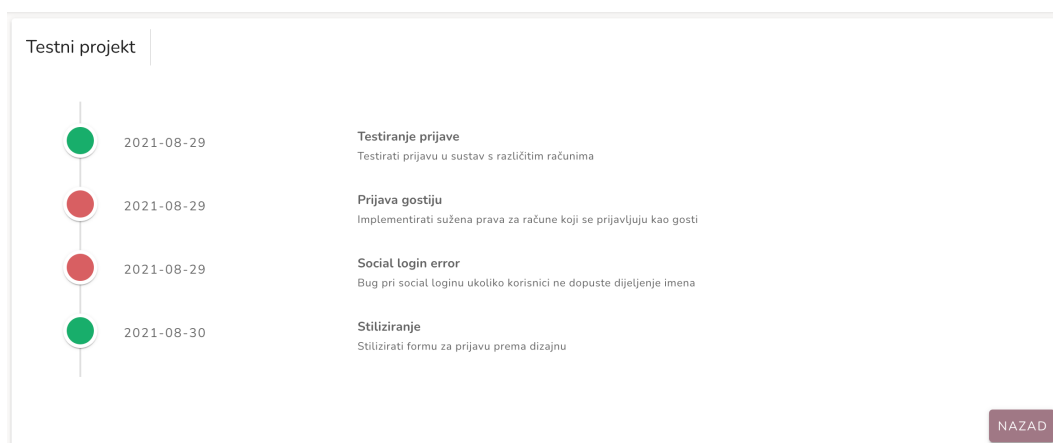 Testni projekt
2021-08-29
Testiranje prijave
Testirati prijavu u sustav s različitim računima
2021-08-29
Prijava gostiju
Implementirati sužena prava za račune koji se prijavljuju kao gosti
2021-08-29
Social login error
Bug pri social loginu ukoliko korisnici ne dopuste dijeljenje imena
2021-08-30
Stiliziranje
Stilizirati formu za prijavu prema dizajnu
NAZAD